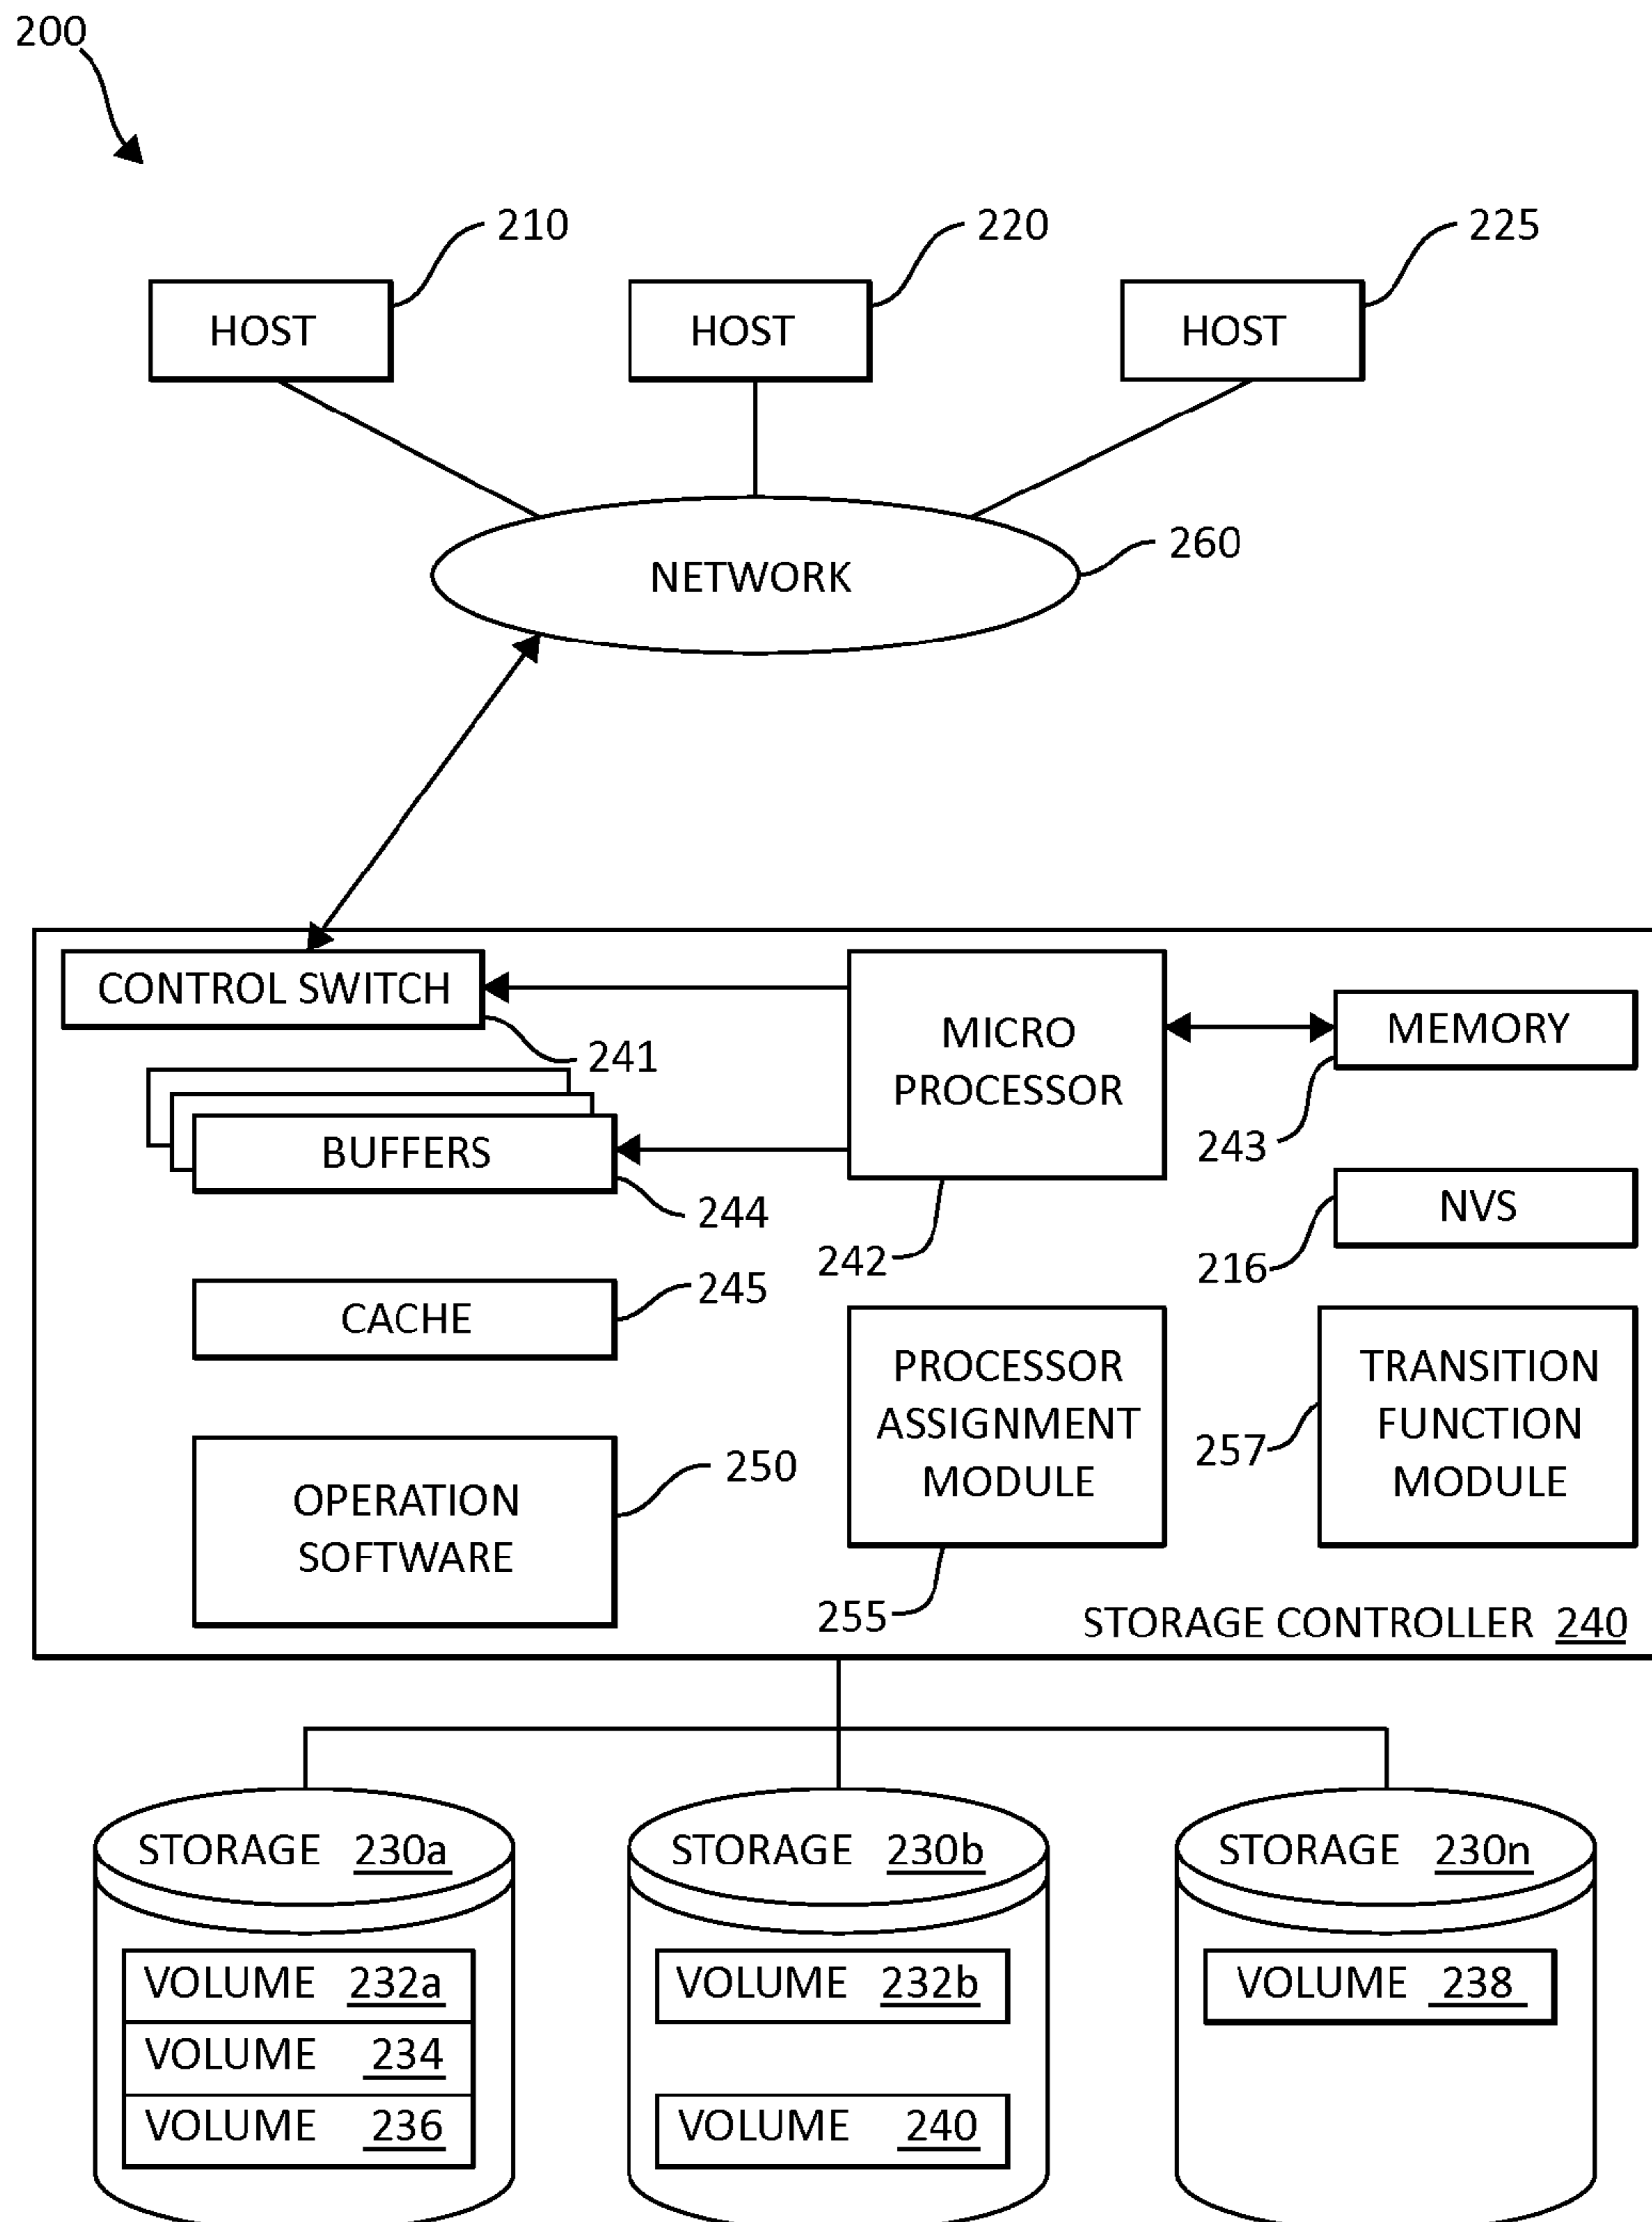 200
210
220
225
HOST
HOST
HOST
260
NETWORK
CONTROL SWITCH
241
MICRO
PROCESSOR
MEMORY
243
BUFFERS
244
242
NVS
216
245
CACHE
PROCESSOR
ASSIGNMENT
MODULE
255
TRANSITION
FUNCTION
MODULE
257
250
OPERATION
SOFTWARE
STORAGE CONTROLLER 240
STORAGE 230a
VOLUME 232a
VOLUME 234
VOLUME 236
STORAGE 230b
VOLUME 232b
VOLUME 240
STORAGE 230n
VOLUME 238